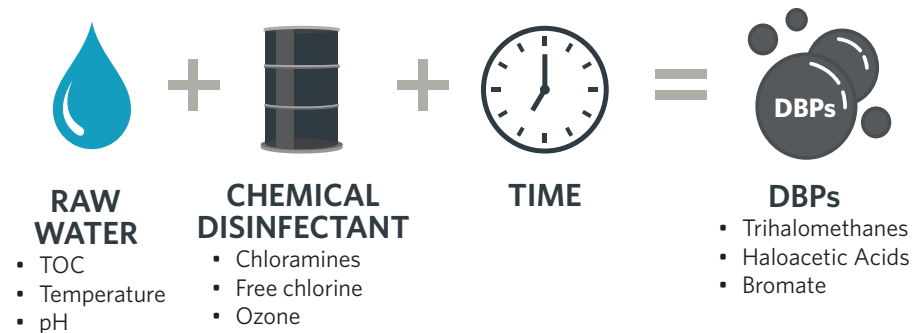 DBPs
RAW
WATER
• TOC
• Temperature
• pH
CHEMICAL
DISINFECTANT
• Chloramines
• Free chlorine
• Ozone
TIME
DBPs
• Trihalomethanes
• Haloacetic Acids
• Bromate